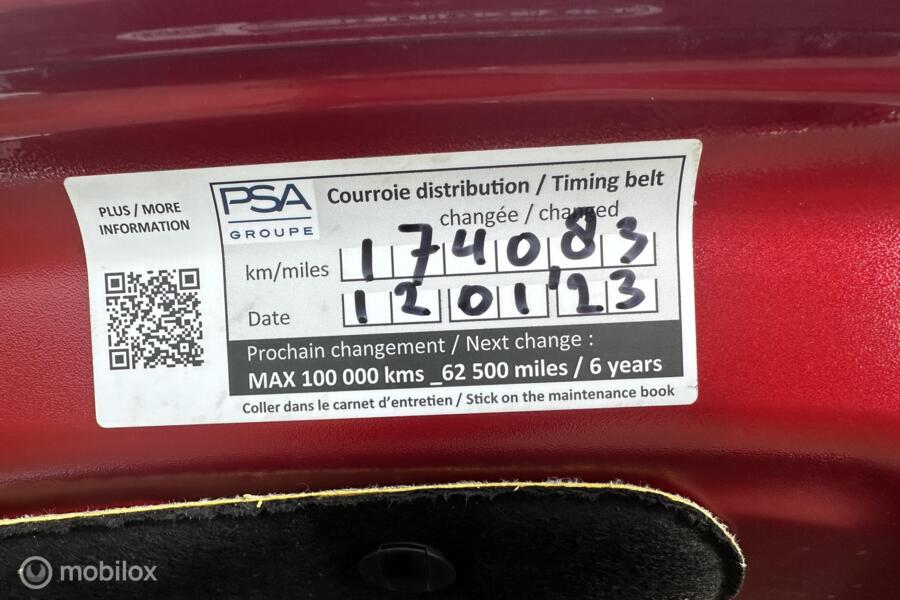 PLUS / MORE
INFORMATION
PSA
GROUPE
Courroie distribution / Timing belt
changée / changed
km/miles 174083
Date 12 01 23
Prochain changement / Next change :
MAX 100 000 kms _62 500 miles / 6 years
Coller dans le carnet d'entretien / Stick on the maintenance book
mobilox